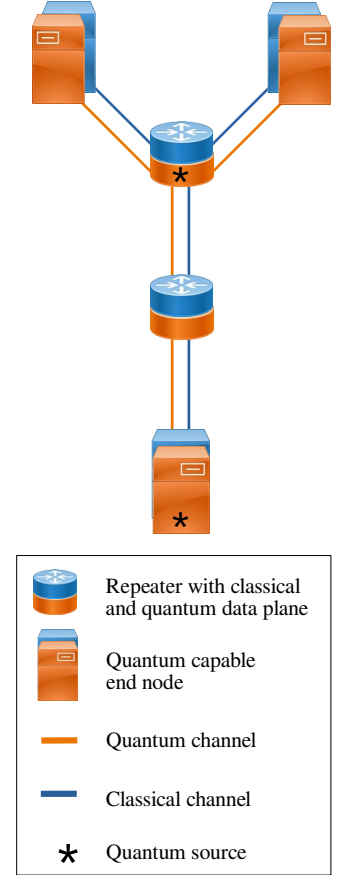 *
*
Repeater with classical
and quantum data plane
Quantum capable
end node
Quantum channel
Classical channel
* Quantum source